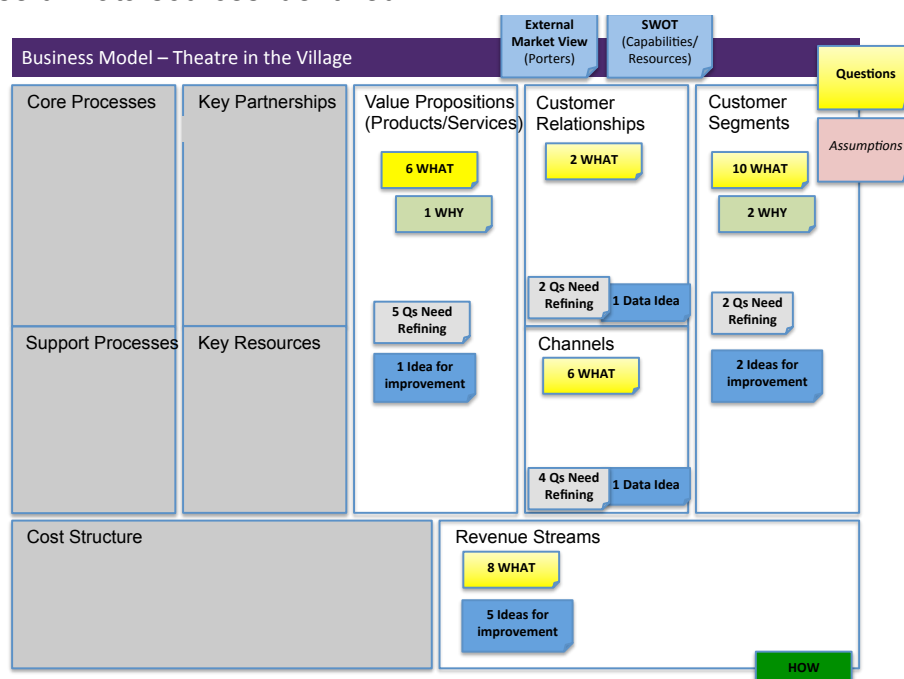 External
Market View
(Porters)
SWOT
(Capabilities/
Resources)
Business Model – Theatre in the Village
Questions
Assumptions
Core Processes
Key Partnerships
Value Propositions
(Products/Services)
Customer
Relationships
Customer
Segments
6 WHAT
1 WHY
2 WHAT
10 WHAT
2 WHY
5 Qs Need
Refining
1 Idea for
improvement
2 Qs Need
Refining
1 Data Idea
2 Qs Need
Refining
2 Ideas for
improvement
Support Processes
Key Resources
Channels
6 WHAT
4 Qs Need
Refining
1 Data Idea
Cost Structure
Revenue Streams
8 WHAT
5 Ideas for
improvement
HOW